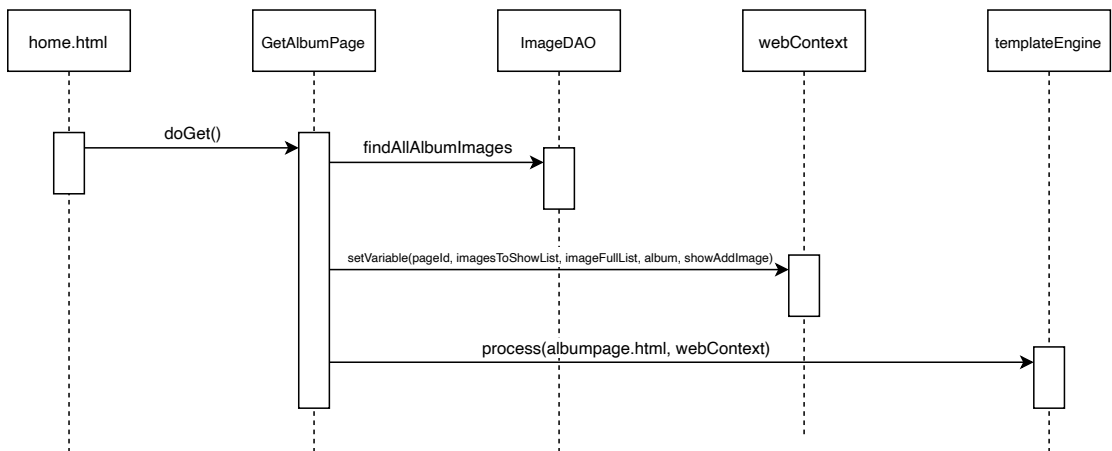 home.html
GetAlbumPage
ImageDAO
webContext
templateEngine
doGet()
findAllAlbumImages
setVariable(pageId, imagesToShowList, imageFullList, album, showAddImage)
process(albumpage.html, webContext)